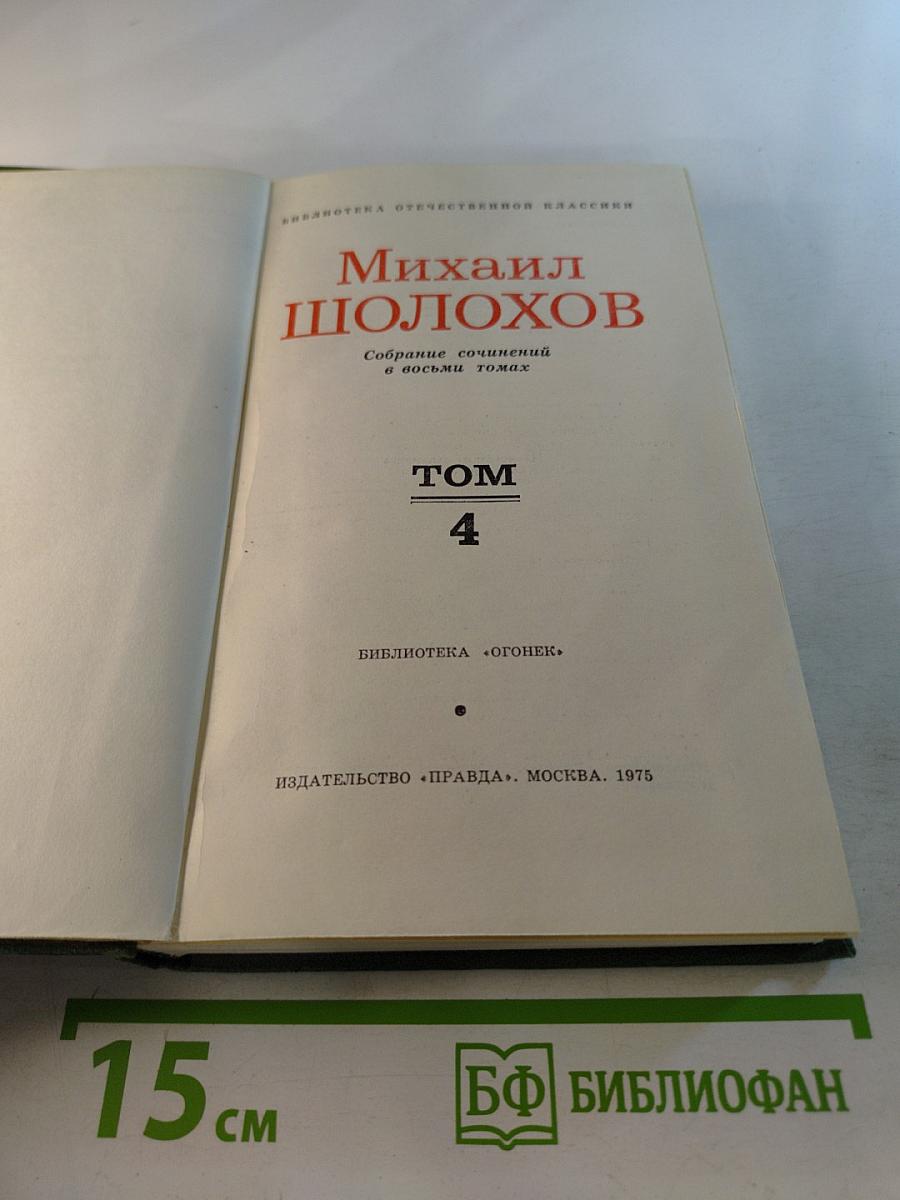 БИБЛИОТЕКА ОТЕЧЕСТВЕННОЙ КЛАССИКИ
Михаил
ШОЛОХОВ
Собрание сочинений
в восьми томах
ТОМ
4
БИБЛИОТЕКА «ОГОНЕК»
ИЗДАТЕЛЬСТВО «ПРАВДА». МОСКВА. 1975
15 см
БФ БИБЛИОФАН